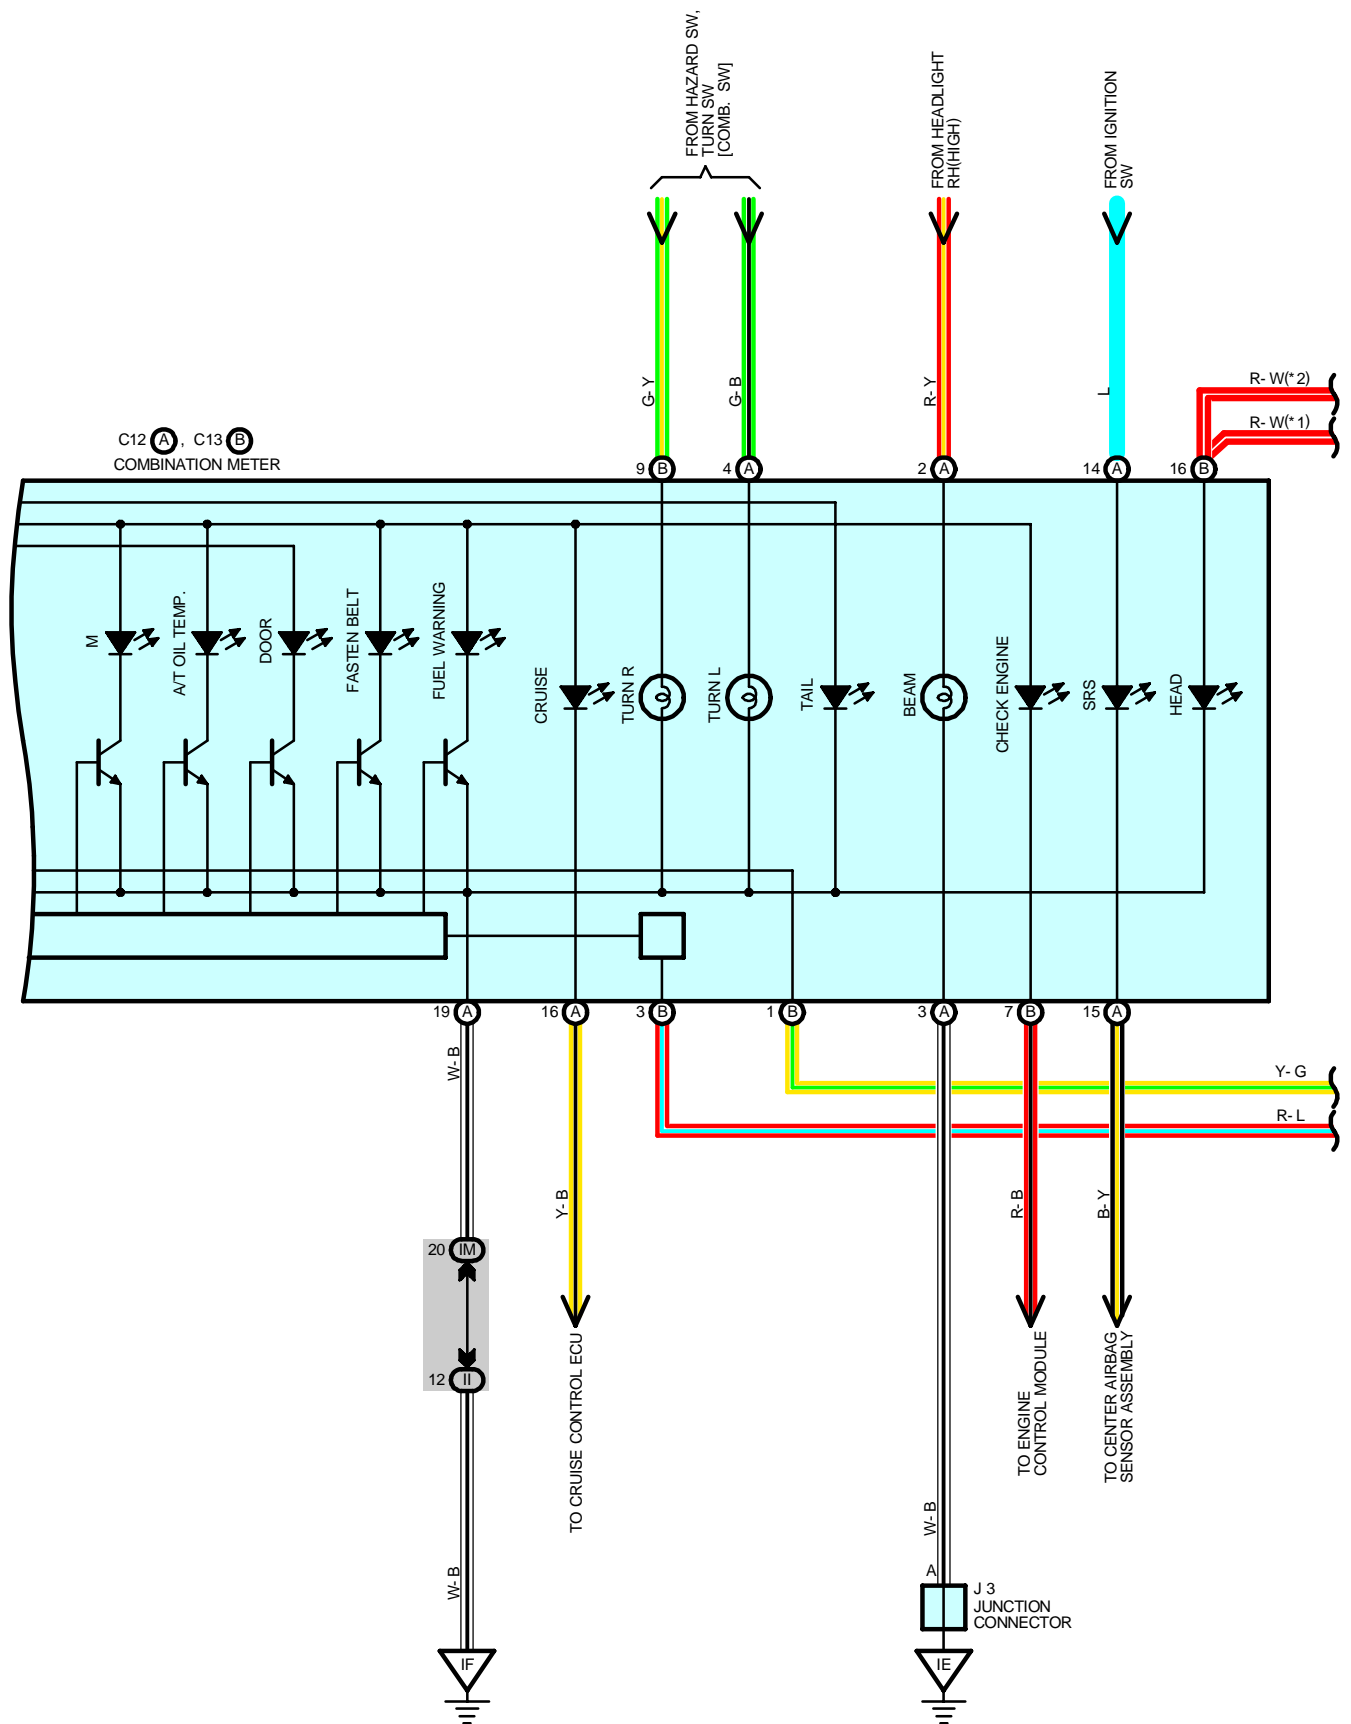 FROM HAZARD SW,
TURN SW
[COMB. SW]
FROM HEADLIGHT
RH(HIGH)
FROM IGNITION
SW
G-Y
G-B
R-Y
L
R-W(*2)
R-W(*1)
C12 A , C13 B
COMBINATION METER
9 B
4 A
2 A
14 A
16 B
M
A/T OIL TEMP.
DOOR
FASTEN BELT
FUEL WARNING
CRUISE
TURN R
TURN L
TAIL
BEAM
CHECK ENGINE
SRS
HEAD
19 A
16 A
3 B
1 B
3 A
7 B
15 A
W-B
Y-G
R-L
Y-B
R-B
B-Y
20 IM
12 II
TO CRUISE CONTROL ECU
TO ENGINE
CONTROL MODULE
TO CENTER AIRBAG
SENSOR ASSEMBLY
W-B
W-B
A
J 3
JUNCTION
CONNECTOR
IF
IE